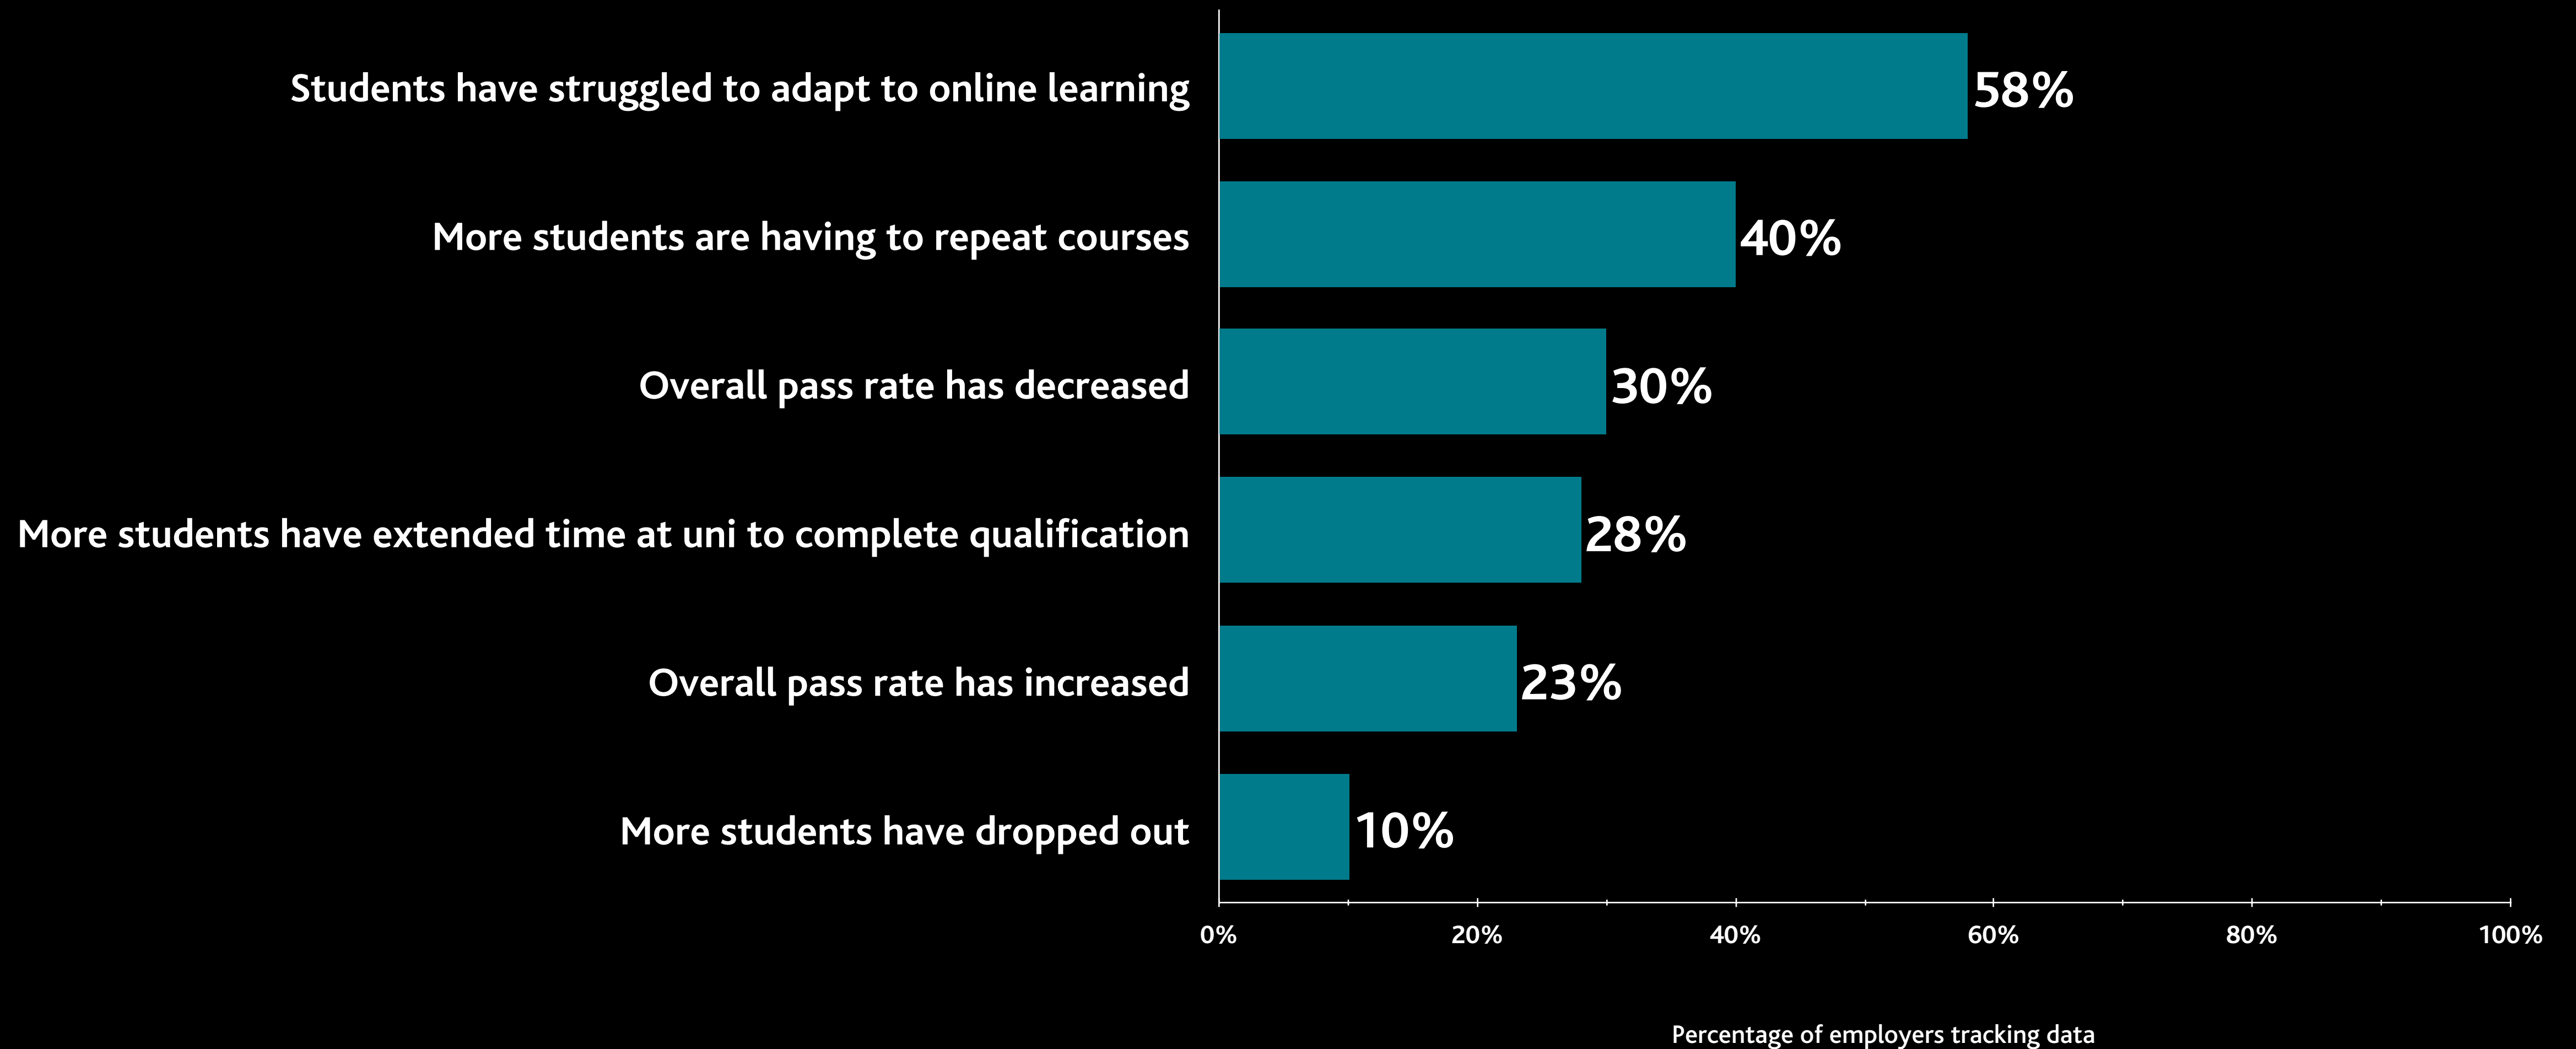 Students have struggled to adapt to online learning 58%
More students are having to repeat courses 40%
Overall pass rate has decreased 30%
More students have extended time at uni to complete qualification 28%
Overall pass rate has increased 23%
More students have dropped out 10%
0% 20% 40% 60% 80% 100%
Percentage of employers tracking data